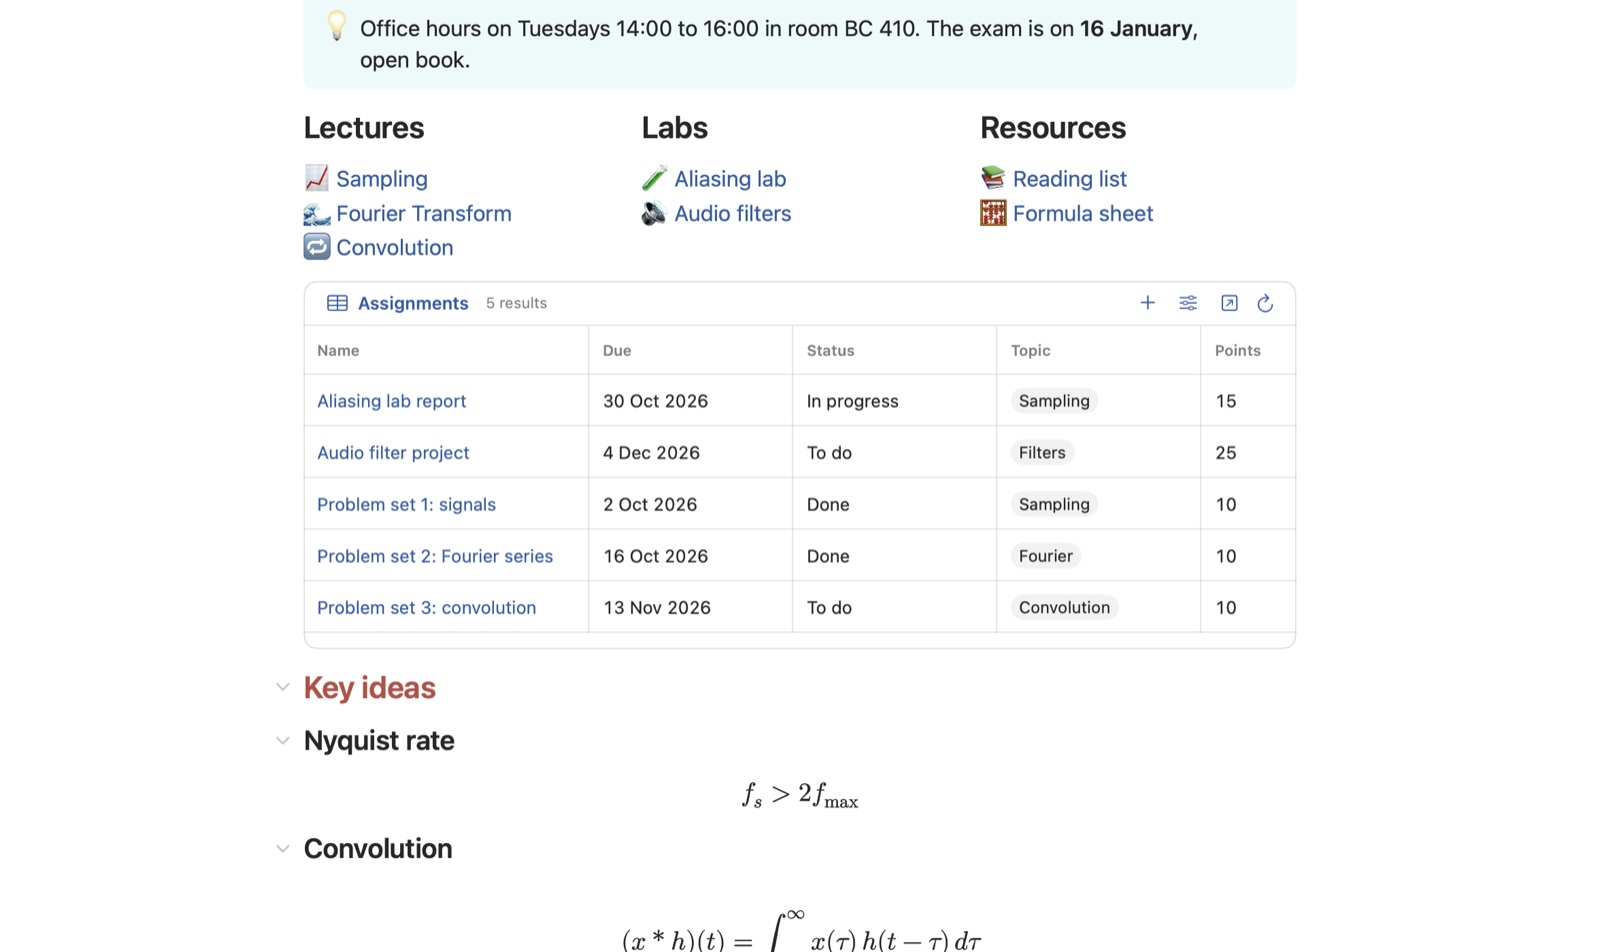 Office hours on Tuesdays 14:00 to 16:00 in room BC 410. The exam is on 16 January,
open book.
Lectures
Sampling
Fourier Transform
Convolution
Labs
Aliasing lab
Audio filters
Resources
Reading list
Formula sheet
Assignments 5 results
Name Due Status Topic Points
Aliasing lab report 30 Oct 2026 In progress Sampling 15
Audio filter project 4 Dec 2026 To do Filters 25
Problem set 1: signals 2 Oct 2026 Done Sampling 10
Problem set 2: Fourier series 16 Oct 2026 Done Fourier 10
Problem set 3: convolution 13 Nov 2026 To do Convolution 10
Key ideas
Nyquist rate
f_s > 2f_max
Convolution
(x * h)(t) = ∫^∞ x(τ) h(t − τ) dτ